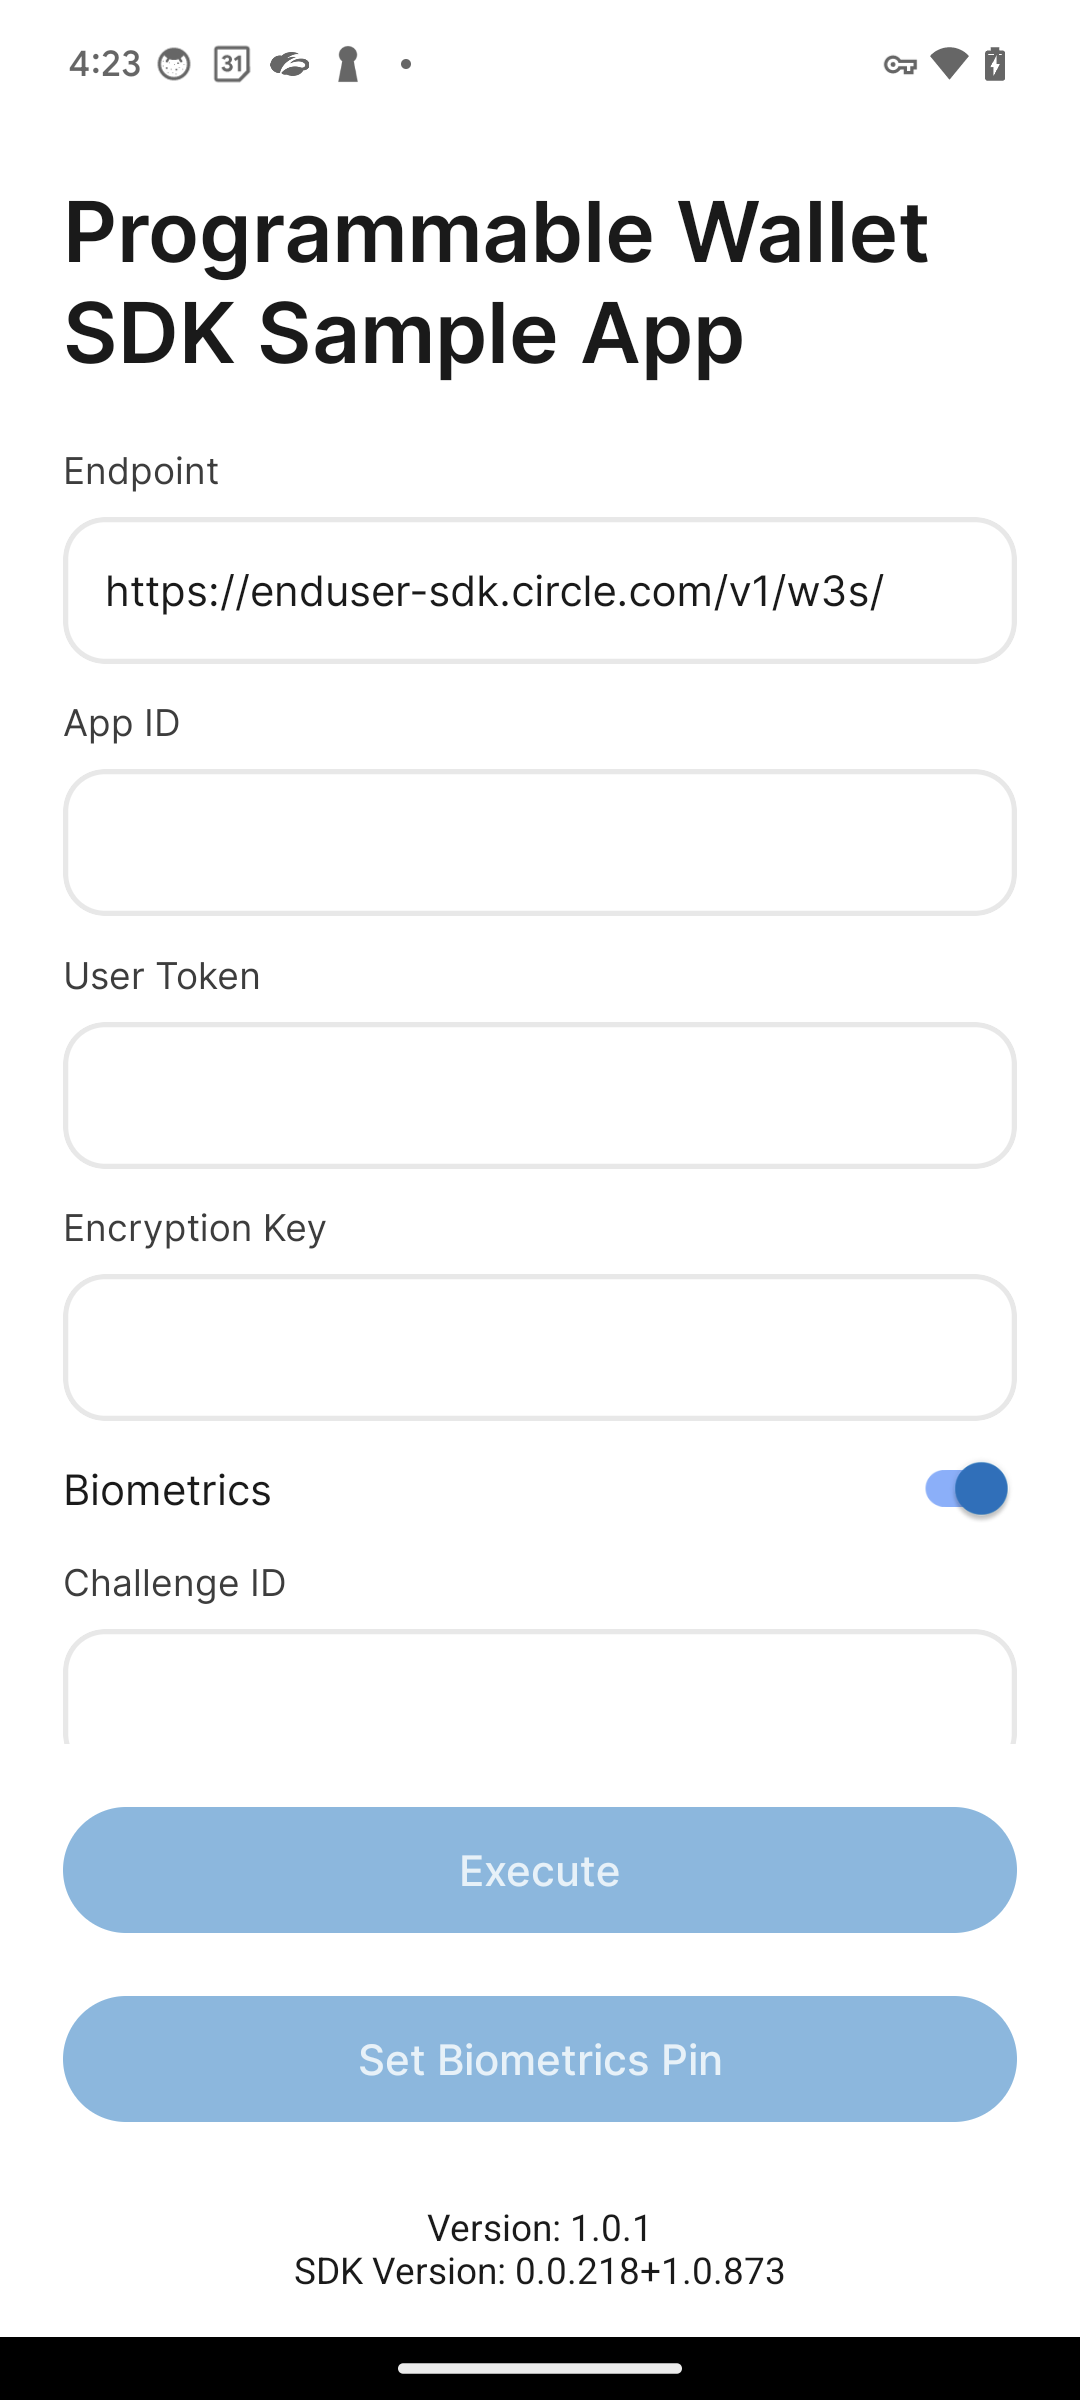 4:23
31
Programmable Wallet
SDK Sample App
Endpoint
https://enduser-sdk.circle.com/v1/w3s/
App ID
User Token
Encryption Key
Biometrics
Challenge ID
Execute
Set Biometrics Pin
Version: 1.0.1
SDK Version: 0.0.218+1.0.873